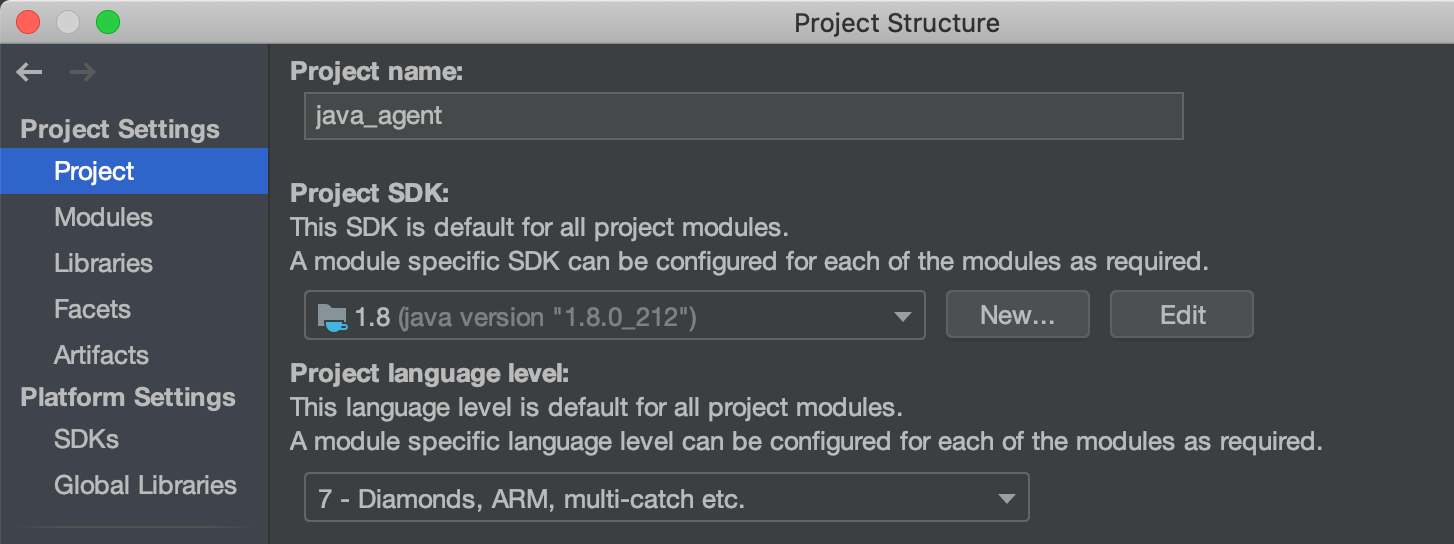 Project Structure
Project Settings
Project
Modules
Libraries
Facets
Artifacts
Platform Settings
SDKs
Global Libraries
Project name:
java_agent
Project SDK:
This SDK is default for all project modules.
A module specific SDK can be configured for each of the modules as required.
1.8 (java version "1.8.0_212")
New...
Edit
Project language level:
This language level is default for all project modules.
A module specific language level can be configured for each of the modules as required.
7 - Diamonds, ARM, multi-catch etc.